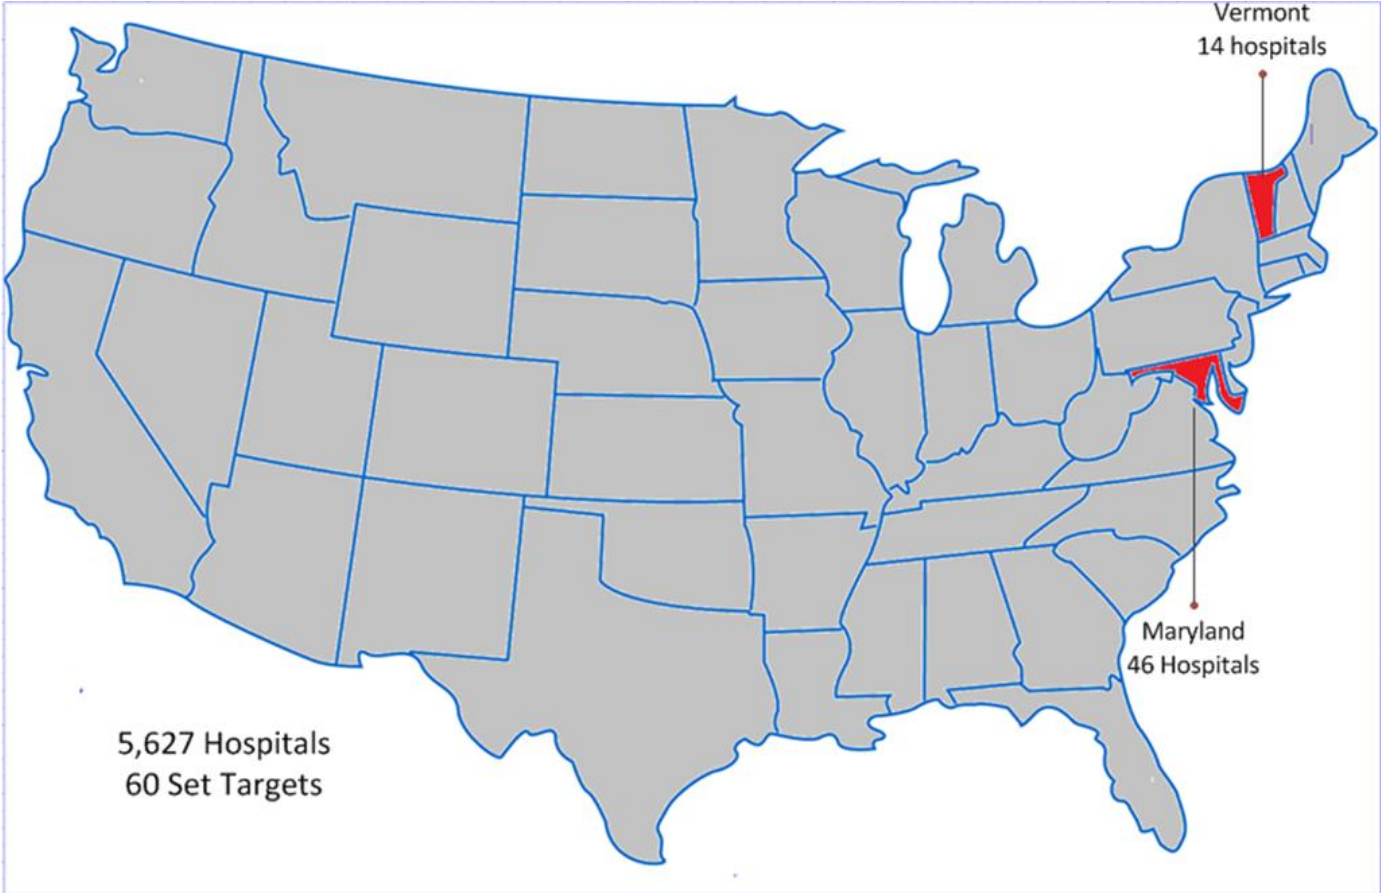 Vermont
14 hospitals
Maryland
46 Hospitals
5,627 Hospitals
60 Set Targets